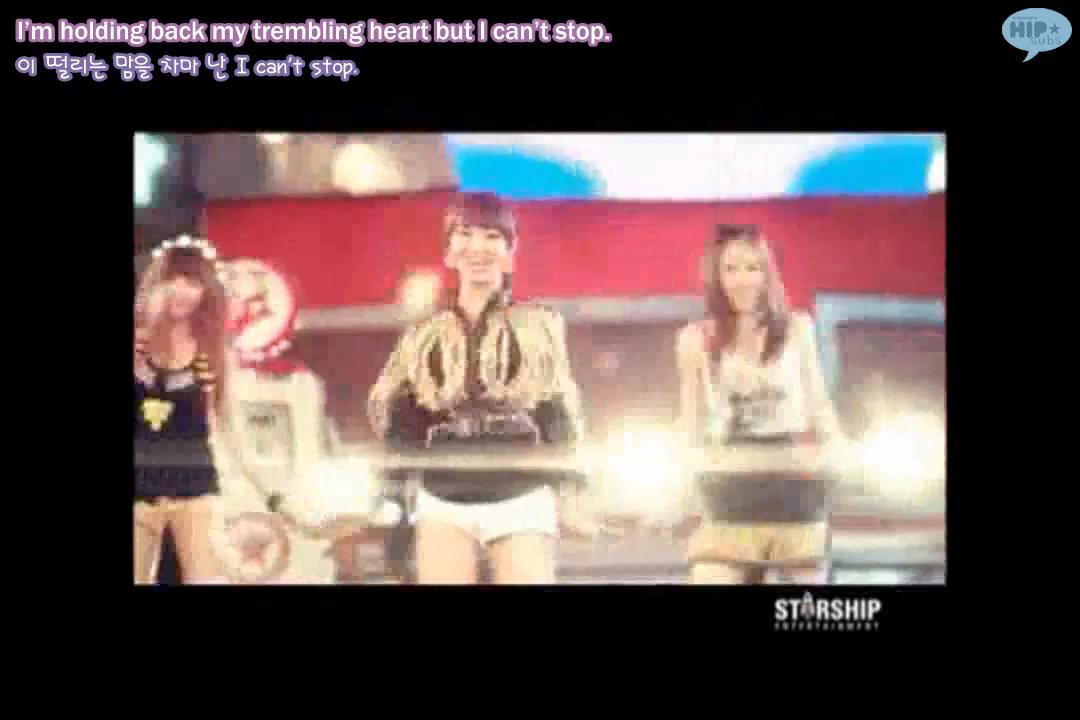 I'm holding back my trembling heart but I can't stop.
이 떨리는 맘을 차마 난 I can't stop.
HIP★
subs
STARSHIP
ENTERTAINMENT